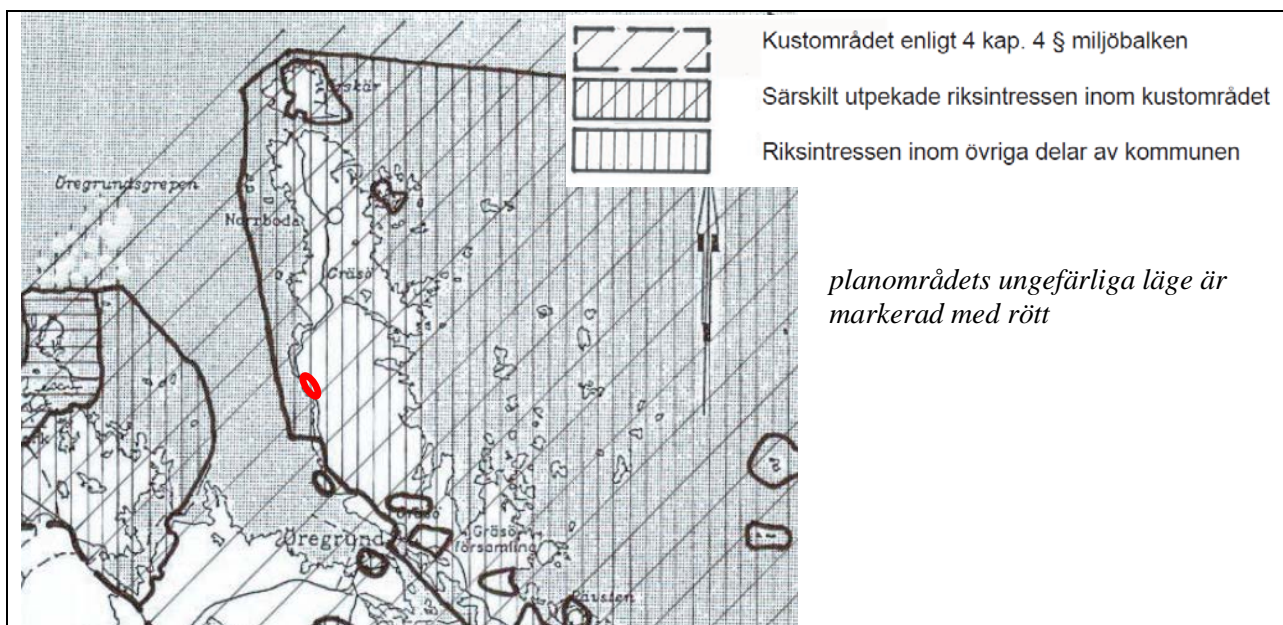 Kustområdet enligt 4 kap. 4 § miljöbalken
Särskilt utpekade riksintressen inom kustområdet
Riksintressen inom övriga delar av kommunen
Öregrundsgrepen
Norrboda
Gräsö
planområdets ungefärliga läge är
markerad med rött
Öregrund
Gräsö
Gräsö
församling